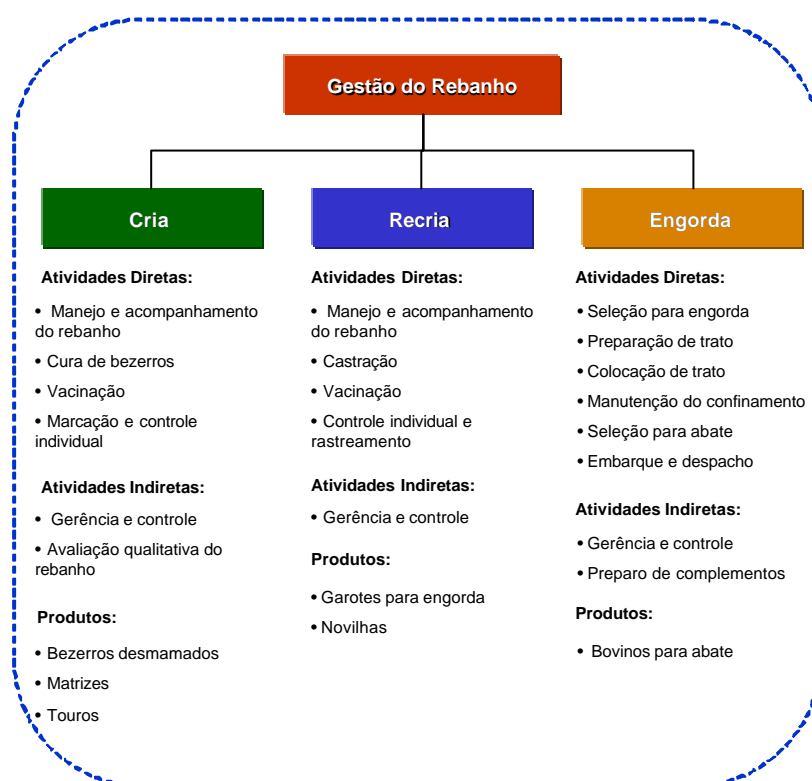 Gestão do Rebanho
Cria
Atividades Diretas:
• Manejo e acompanhamento
do rebanho
• Cura de bezerros
• Vacinação
• Marcação e controle
individual
Atividades Indiretas:
• Gerência e controle
• Avaliação qualitativa do
rebanho
Produtos:
• Bezerros desmamados
• Matrizes
• Touros
Recria
Atividades Diretas:
• Manejo e acompanhamento
do rebanho
• Castração
• Vacinação
• Controle individual e
rastreamento
Atividades Indiretas:
• Gerência e controle
Produtos:
• Garotes para engorda
• Novilhas
Engorda
Atividades Diretas:
• Seleção para engorda
• Preparação de trato
• Colocação de trato
• Manutenção do confinamento
• Seleção para abate
• Embarque e despacho
Atividades Indiretas:
• Gerência e controle
• Preparo de complementos
Produtos:
• Bovinos para abate